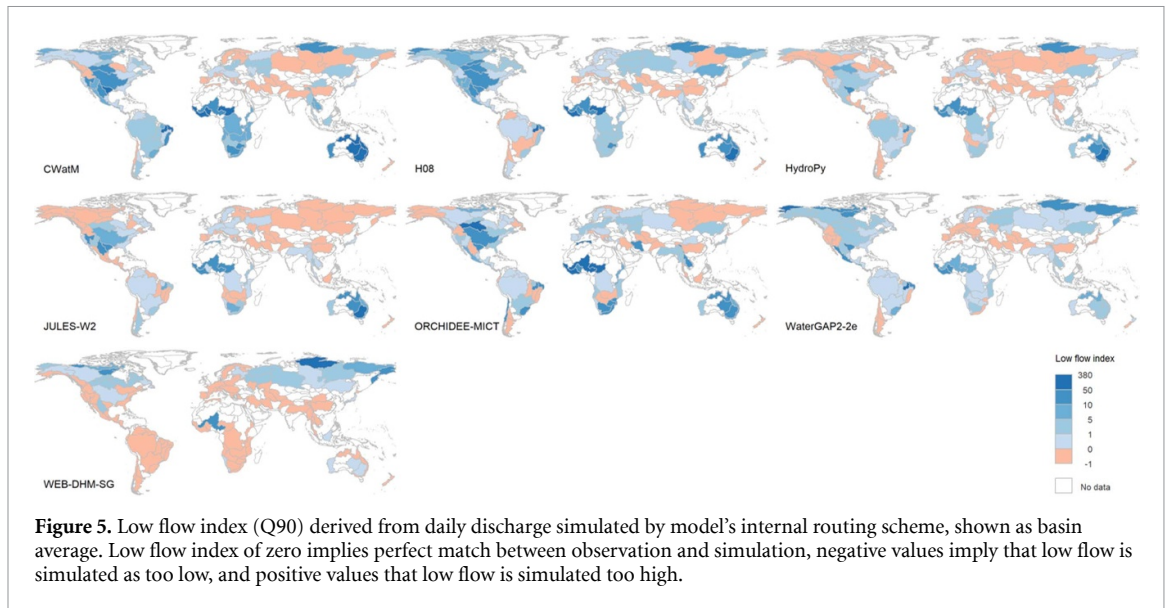 CWatM
H08
HydroPy
JULES-W2
ORCHIDEE-MICT
WaterGAP2-2e
WEB-DHM-SG
Low flow index
380
50
10
5
1
0
-1
No data
Figure 5. Low flow index (Q90) derived from daily discharge simulated by model's internal routing scheme, shown as basin
average. Low flow index of zero implies perfect match between observation and simulation, negative values imply that low flow is
simulated as too low, and positive values that low flow is simulated too high.